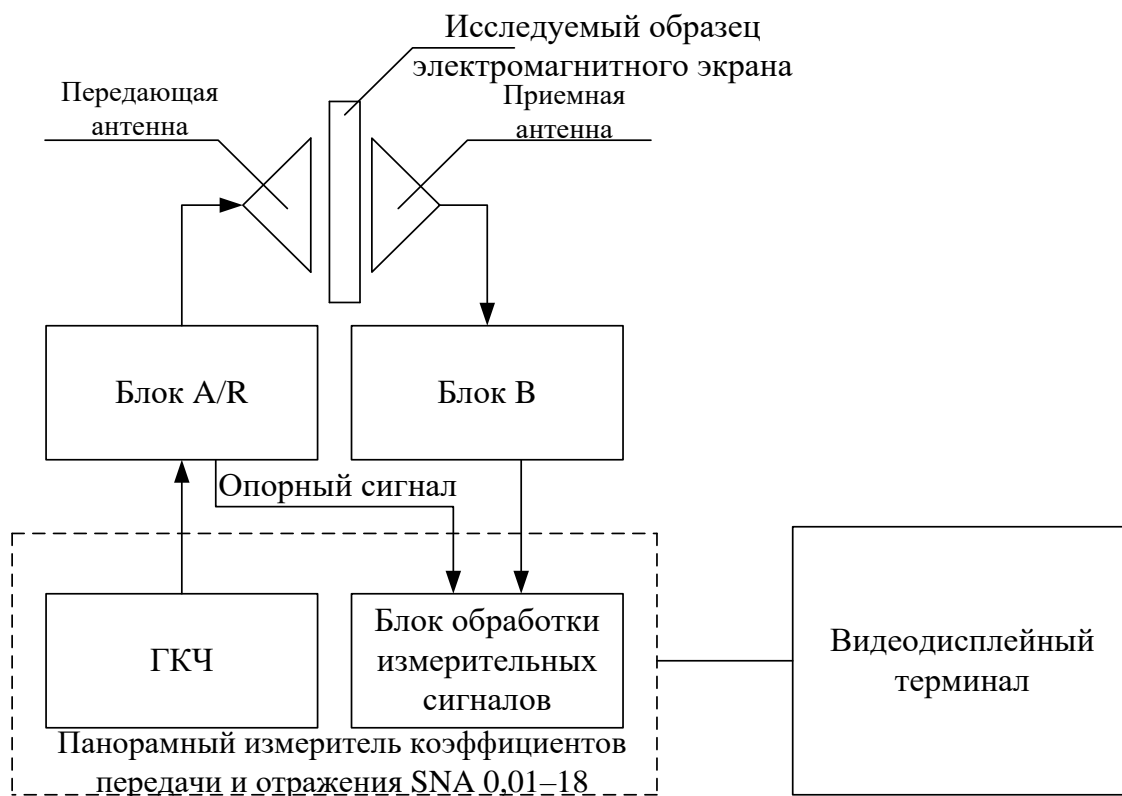 Исследуемый образец
электромагнитного экрана
Передающая
антенна
Приемная
антенна
Блок A/R
Блок B
Опорный сигнал
ГКЧ
Блок обработки
измерительных
сигналов
Видеодисплейный
терминал
Панорамный измеритель коэффициентов
передачи и отражения SNA 0,01–18